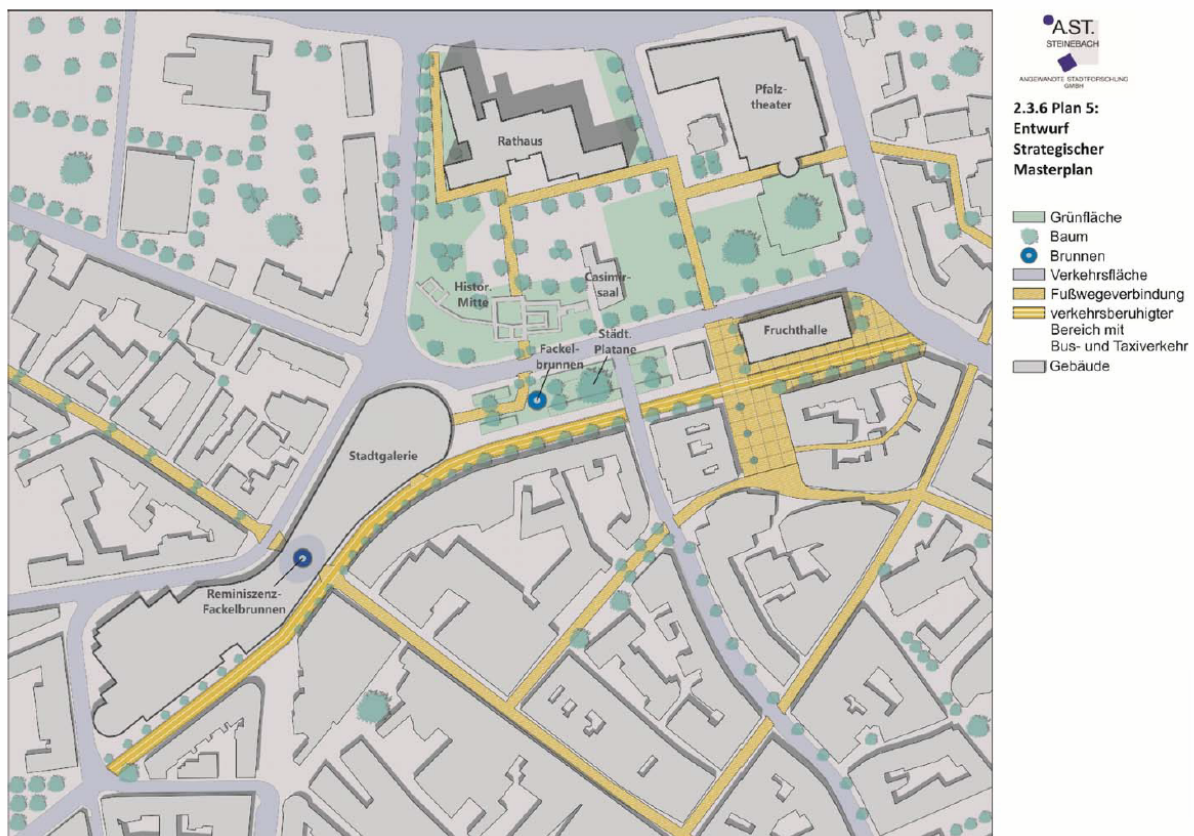 A.S.T.
STEINEBACH
ANGEWANDTE STADTFORSCHUNG
GMBH
2.3.6 Plan 5:
Entwurf
Strategischer
Masterplan
Grünfläche
Baum
Brunnen
Verkehrsfläche
Fußwegeverbindung
verkehrsberuhigter
Bereich mit
Bus- und Taxiverkehr
Gebäude
Pfalz-
theater
Rathaus
Histor.
Mitte
Casimir-
saal
Fackel-
brunnen
Städt.
Platane
Fruchthalle
Stadtgalerie
Reminiszenz-
Fackelbrunnen